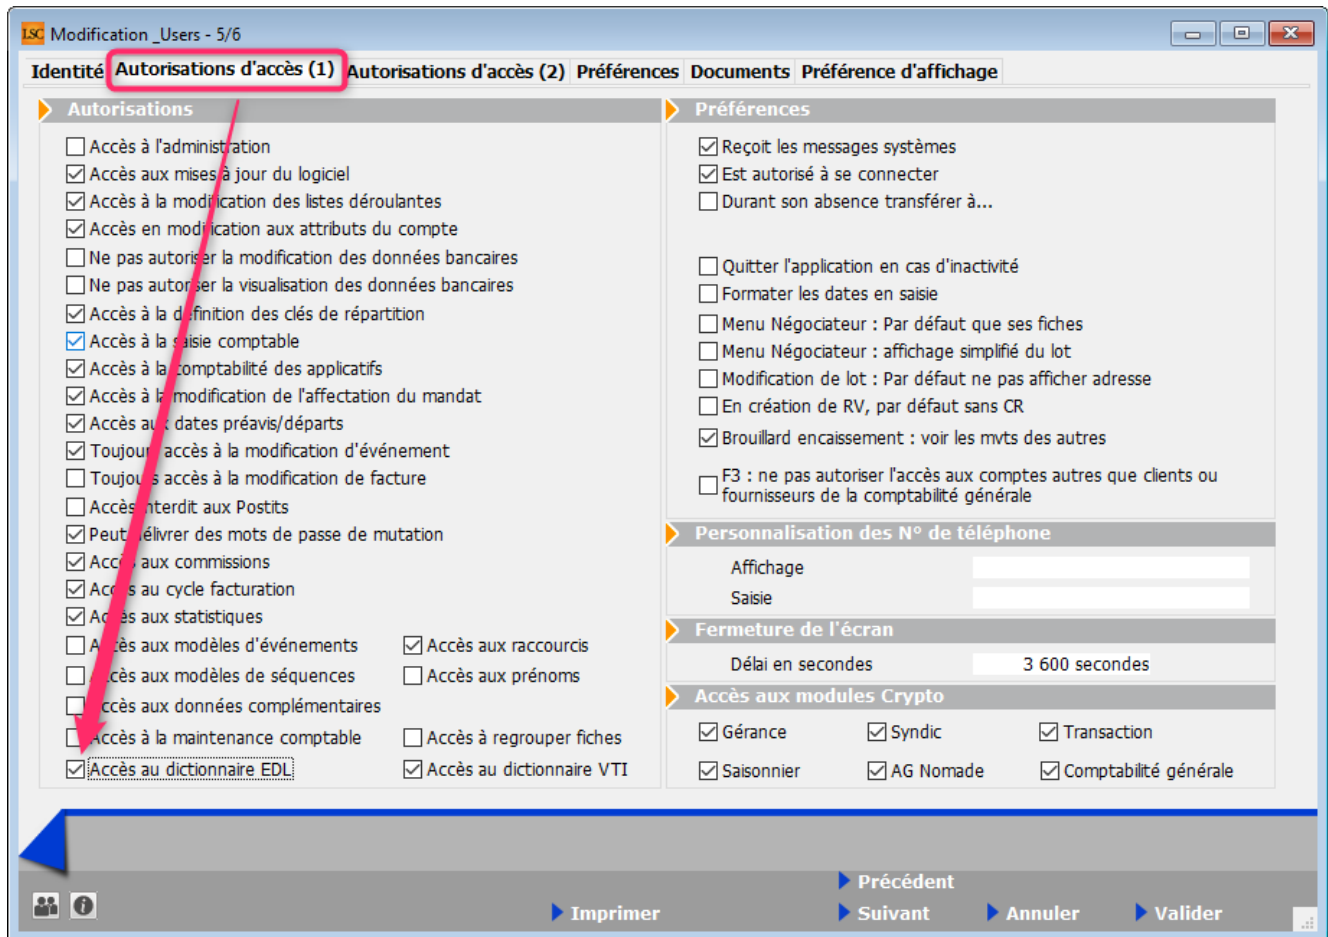 LSC Modification _Users - 5/6
Identité Autorisations d'accès (1) Autorisations d'accès (2) Préférences Documents Préférence d'affichage
Autorisations
Accès à l'administration
Accès aux mises à jour du logiciel
Accès à la modification des listes déroulantes
Accès en modification aux attributs du compte
Ne pas autoriser la modification des données bancaires
Ne pas autoriser la visualisation des données bancaires
Accès à la définition des clés de répartition
Accès à la saisie comptable
Accès à la comptabilité des applicatifs
Accès à la modification de l'affectation du mandat
Accès aux dates préavis/départs
Toujours accès à la modification d'événement
Toujours accès à la modification de facture
Accès interdit aux Postits
Peut délivrer des mots de passe de mutation
Accès aux commissions
Accès au cycle facturation
Accès aux statistiques
Accès aux modèles d'événements Accès aux raccourcis
Accès aux modèles de séquences Accès aux prénoms
Accès aux données complémentaires
Accès à la maintenance comptable Accès à regrouper fiches
Accès au dictionnaire EDL Accès au dictionnaire VTI
Préférences
Reçoit les messages systèmes
Est autorisé à se connecter
Durant son absence transférer à...
Quitter l'application en cas d'inactivité
Formater les dates en saisie
Menu Négociateur : Par défaut que ses fiches
Menu Négociateur : affichage simplifié du lot
Modification de lot : Par défaut ne pas afficher adresse
En création de RV, par défaut sans CR
Brouillard encaissement : voir les mvts des autres
F3 : ne pas autoriser l'accès aux comptes autres que clients ou
fournisseurs de la comptabilité générale
Personnalisation des N° de téléphone
Affichage
Saisie
Fermeture de l'écran
Délai en secondes 3 600 secondes
Accès aux modules Crypto
Gérance Syndic Transaction
Saisonnier AG Nomade Comptabilité générale
Précédent
Imprimer Suivant Annuler Valider